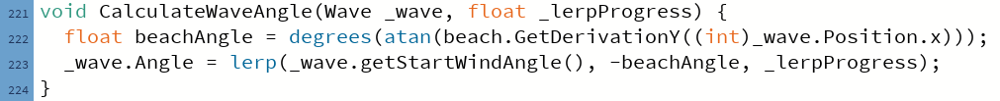 221 void CalculateWaveAngle(Wave _wave, float _lerpProgress) {
222   float beachAngle = degrees(atan(beach.GetDerivationY((int)_wave.Position.x)));
223   _wave.Angle = lerp(_wave.getStartWindAngle(), -beachAngle, _lerpProgress);
224 }